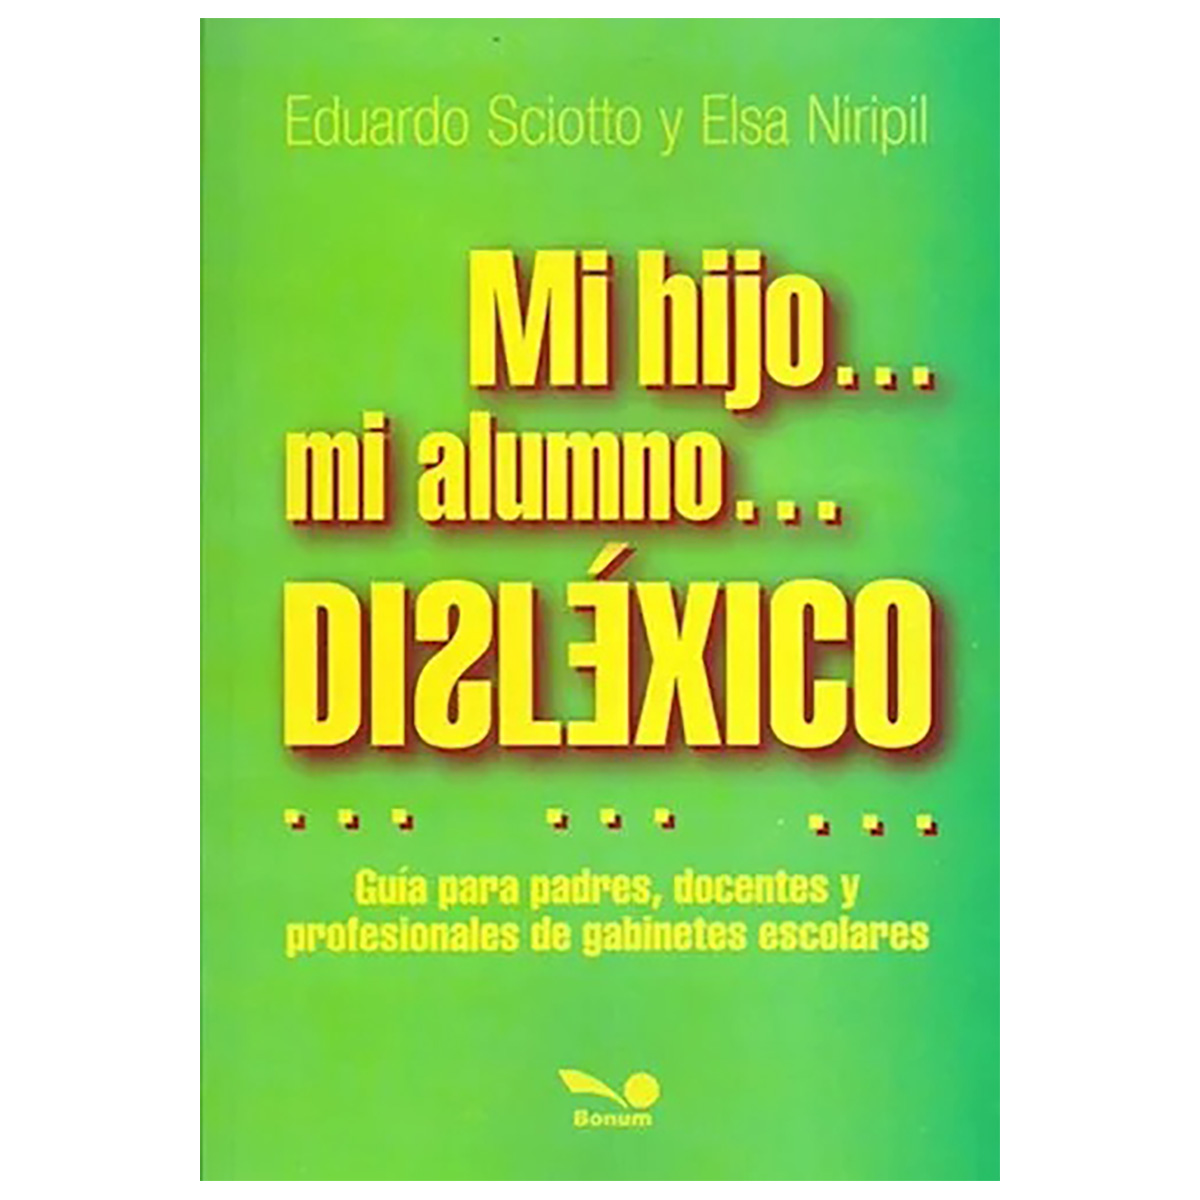 Eduardo Sciotto y Elsa Niripil
Mi hijo...
mi alumno...
DISLÉXICO
... ... ...
Guía para padres, docentes y
profesionales de gabinetes escolares
Bonum